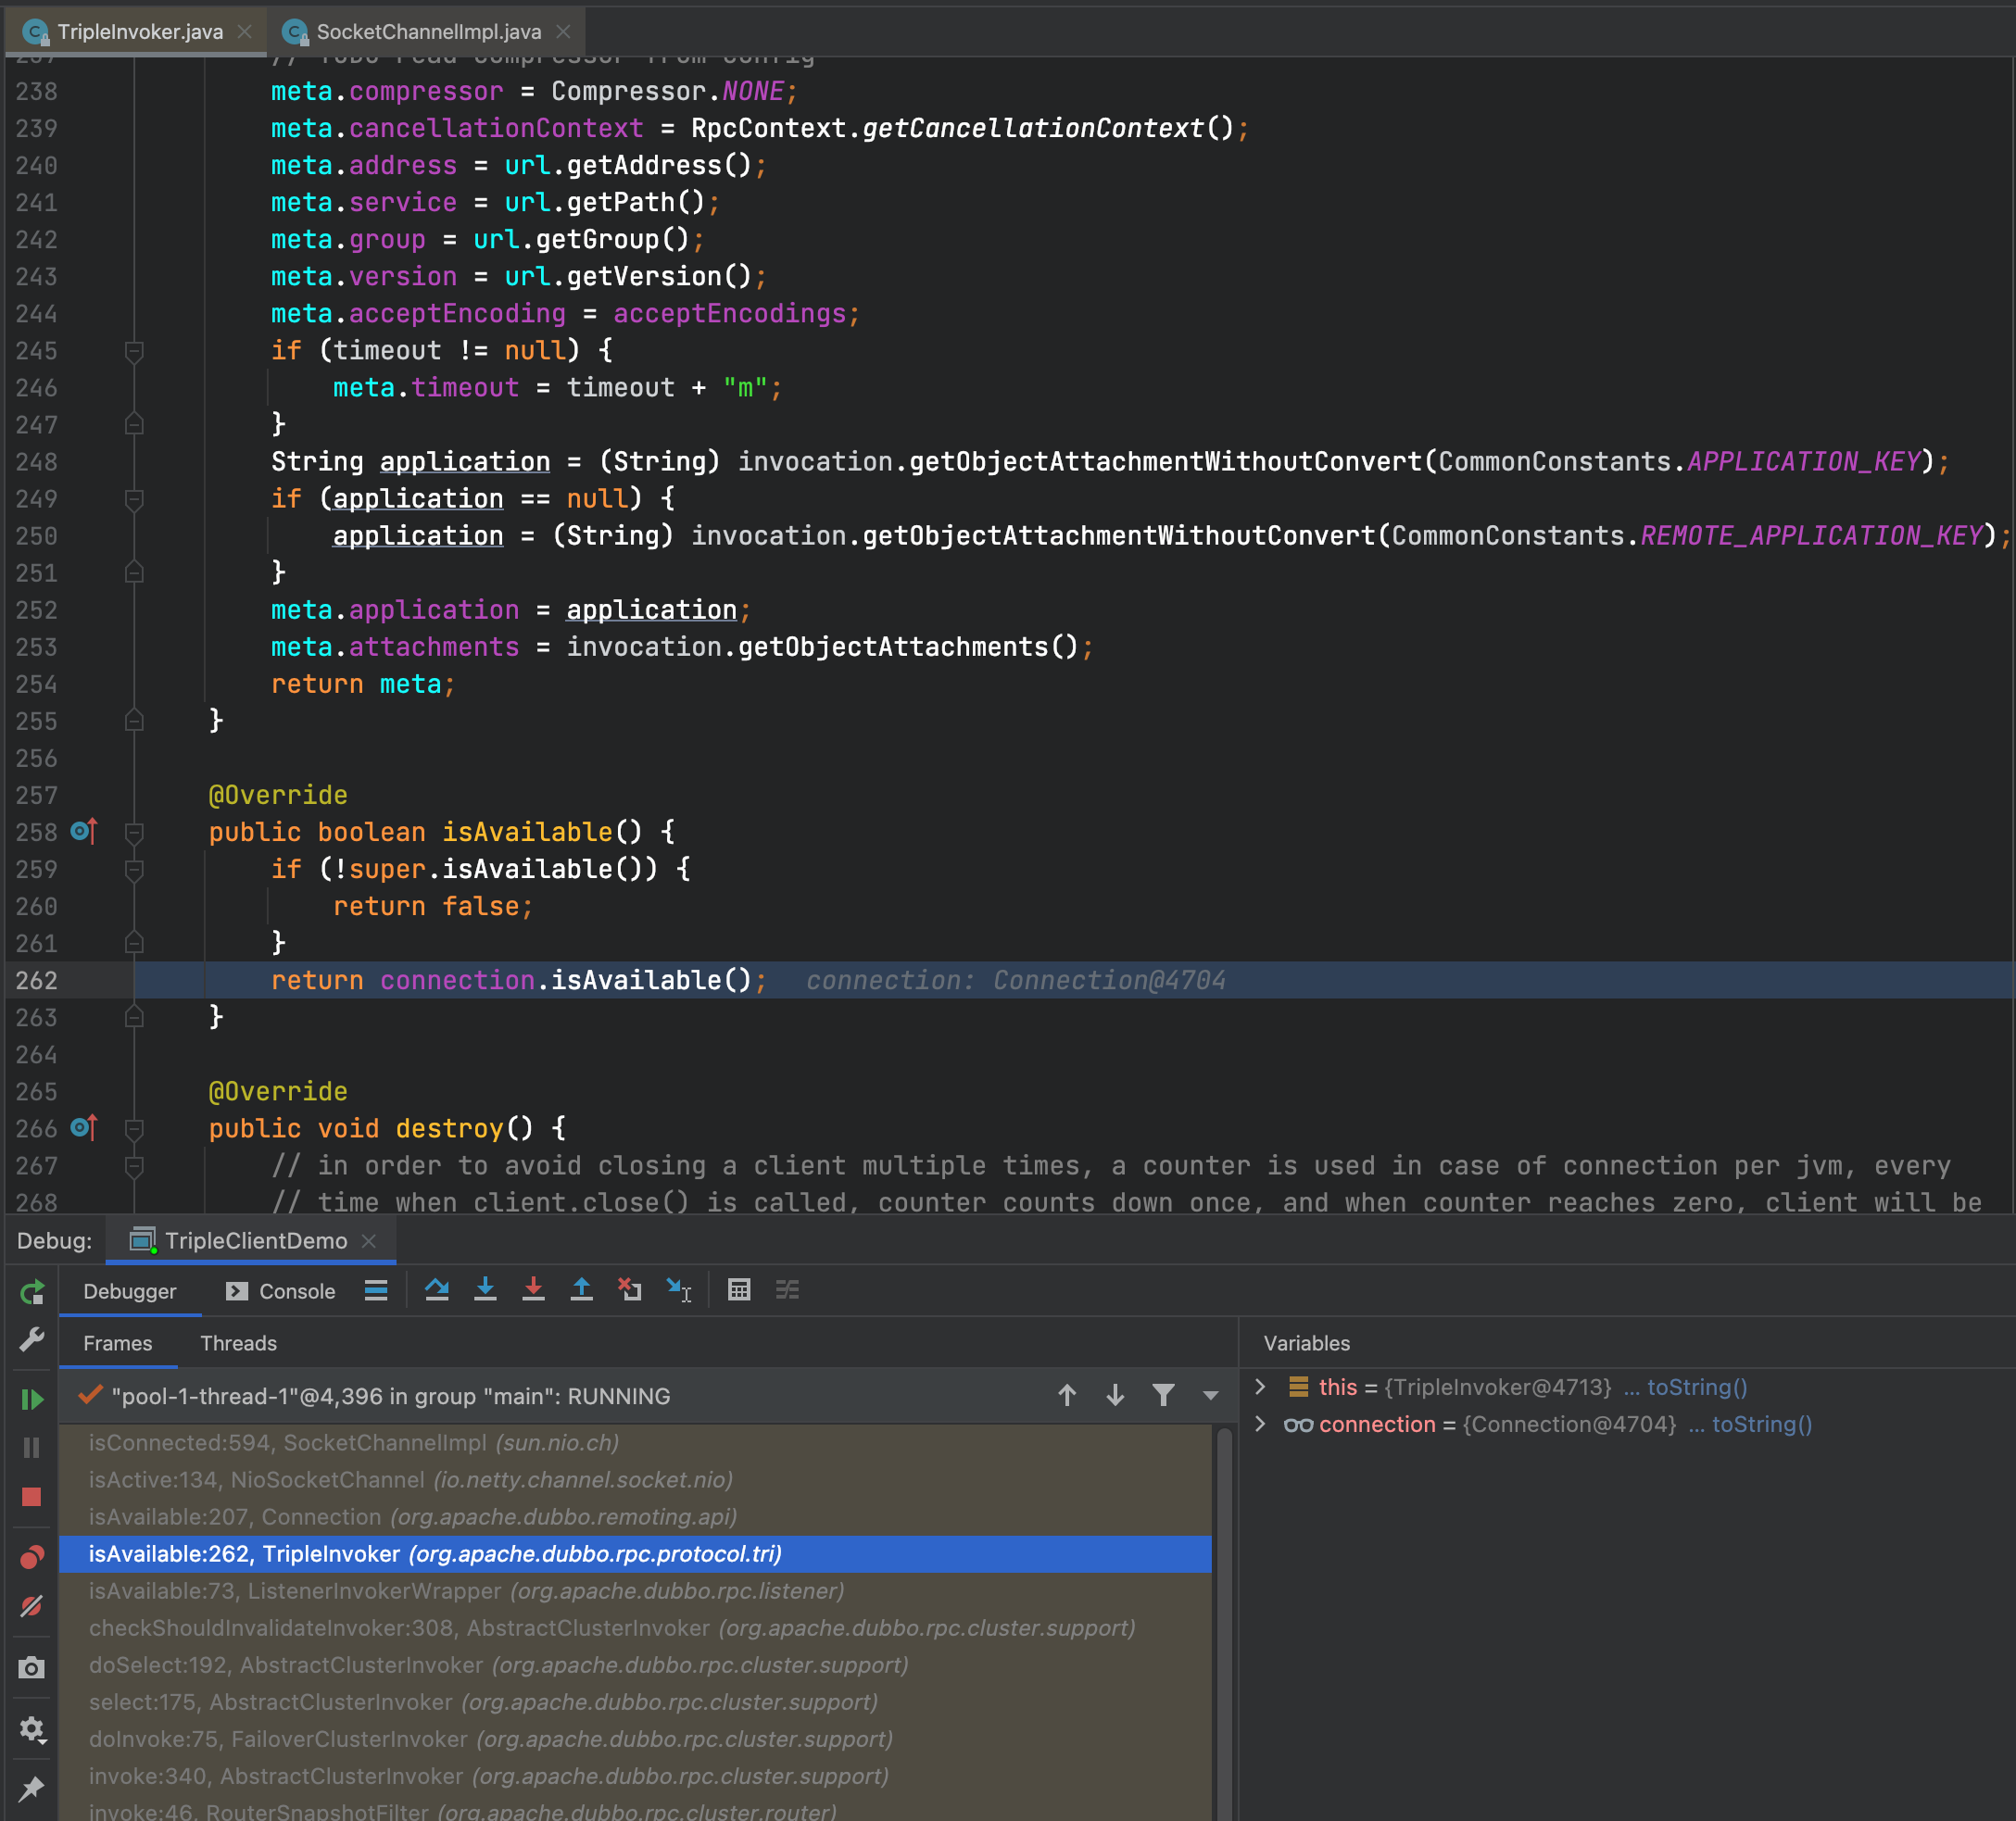 TripleInvoker.java
SocketChannelImpl.java
237 // TODO read compressor from config
238 meta.compressor = Compressor.NONE;
239 meta.cancellationContext = RpcContext.getCancellationContext();
240 meta.address = url.getAddress();
241 meta.service = url.getPath();
242 meta.group = url.getGroup();
243 meta.version = url.getVersion();
244 meta.acceptEncoding = acceptEncodings;
245 if (timeout != null) {
246 meta.timeout = timeout + "m";
247 }
248 String application = (String) invocation.getObjectAttachmentWithoutConvert(CommonConstants.APPLICATION_KEY);
249 if (application == null) {
250 application = (String) invocation.getObjectAttachmentWithoutConvert(CommonConstants.REMOTE_APPLICATION_KEY);
251 }
252 meta.application = application;
253 meta.attachments = invocation.getObjectAttachments();
254 return meta;
255 }
256
257 @Override
258 public boolean isAvailable() {
259 if (!super.isAvailable()) {
260 return false;
261 }
262 return connection.isAvailable(); connection: Connection@4704
263 }
264
265 @Override
266 public void destroy() {
267 // in order to avoid closing a client multiple times, a counter is used in case of connection per jvm, every
268 // time when client.close() is called, counter counts down once, and when counter reaches zero, client will be
Debug: TripleClientDemo
Debugger Console
Frames Threads
Variables
"pool-1-thread-1"@4,396 in group "main": RUNNING
this = {TripleInvoker@4713} ... toString()
connection = {Connection@4704} ... toString()
isConnected:594, SocketChannelImpl (sun.nio.ch)
isActive:134, NioSocketChannel (io.netty.channel.socket.nio)
isAvailable:207, Connection (org.apache.dubbo.remoting.api)
isAvailable:262, TripleInvoker (org.apache.dubbo.rpc.protocol.tri)
isAvailable:73, ListenerInvokerWrapper (org.apache.dubbo.rpc.listener)
checkShouldInvalidateInvoker:308, AbstractClusterInvoker (org.apache.dubbo.rpc.cluster.support)
doSelect:192, AbstractClusterInvoker (org.apache.dubbo.rpc.cluster.support)
select:175, AbstractClusterInvoker (org.apache.dubbo.rpc.cluster.support)
doInvoke:75, FailoverClusterInvoker (org.apache.dubbo.rpc.cluster.support)
invoke:340, AbstractClusterInvoker (org.apache.dubbo.rpc.cluster.support)
invoke:46, RouterSnapshotFilter (org.apache.dubbo.rpc.cluster.router)